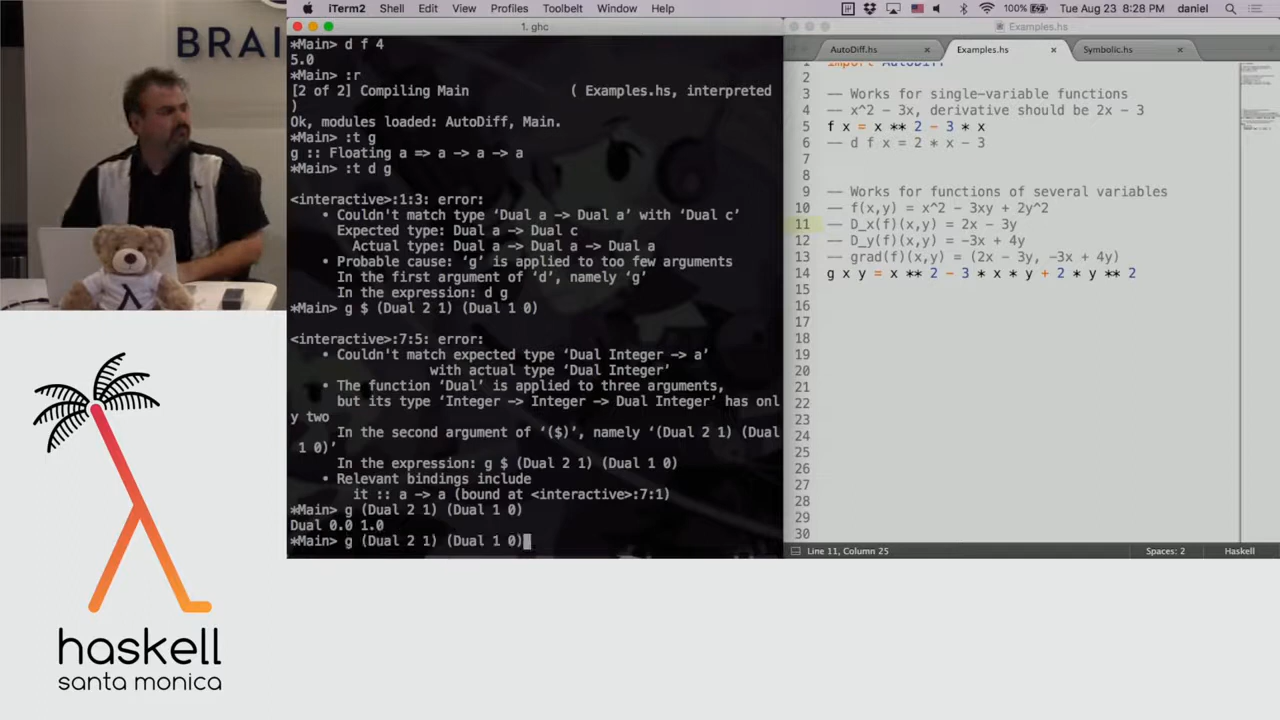 iTerm2 Shell Edit View Profiles Toolbelt Window Help 100% Tue Aug 23 8:28 PM daniel
BRAI
1. ghc
*Main> d f 4
5.0
*Main> :r
[2 of 2] Compiling Main ( Examples.hs, interpreted
)
Ok, modules loaded: AutoDiff, Main.
*Main> :t g
g :: Floating a => a -> a -> a
*Main> :t d g
<interactive>:1:3: error:
• Couldn't match type ‘Dual a -> Dual a’ with ‘Dual c’
Expected type: Dual a -> Dual c
Actual type: Dual a -> Dual a -> Dual a
• Probable cause: ‘g’ is applied to too few arguments
In the first argument of ‘d’, namely ‘g’
In the expression: d g
*Main> g $ (Dual 2 1) (Dual 1 0)
<interactive>:7:5: error:
• Couldn't match expected type ‘Dual Integer -> a’
with actual type ‘Dual Integer’
• The function ‘Dual’ is applied to three arguments,
but its type ‘Integer -> Integer -> Dual Integer’ has onl
y two
In the second argument of ‘($)’, namely ‘(Dual 2 1) (Dual
1 0)’
In the expression: g $ (Dual 2 1) (Dual 1 0)
• Relevant bindings include
it :: a -> a (bound at <interactive>:7:1)
*Main> g (Dual 2 1) (Dual 1 0)
Dual 0.0 1.0
*Main> g (Dual 2 1) (Dual 1 0)
Examples.hs
AutoDiff.hs Examples.hs Symbolic.hs
1 import AutoDiff
2
3 -- Works for single-variable functions
4 -- x^2 - 3x, derivative should be 2x - 3
5 f x = x ** 2 - 3 * x
6 -- d f x = 2 * x - 3
7
8
9 -- Works for functions of several variables
10 -- f(x,y) = x^2 - 3xy + 2y^2
11 -- D_x(f)(x,y) = 2x - 3y
12 -- D_y(f)(x,y) = -3x + 4y
13 -- grad(f)(x,y) = (2x - 3y, -3x + 4y)
14 g x y = x ** 2 - 3 * x * y + 2 * y ** 2
15
16
17
18
19
20
21
22
23
24
25
26
27
28
29
30
Line 11, Column 25 Spaces: 2 Haskell
haskell
santa monica